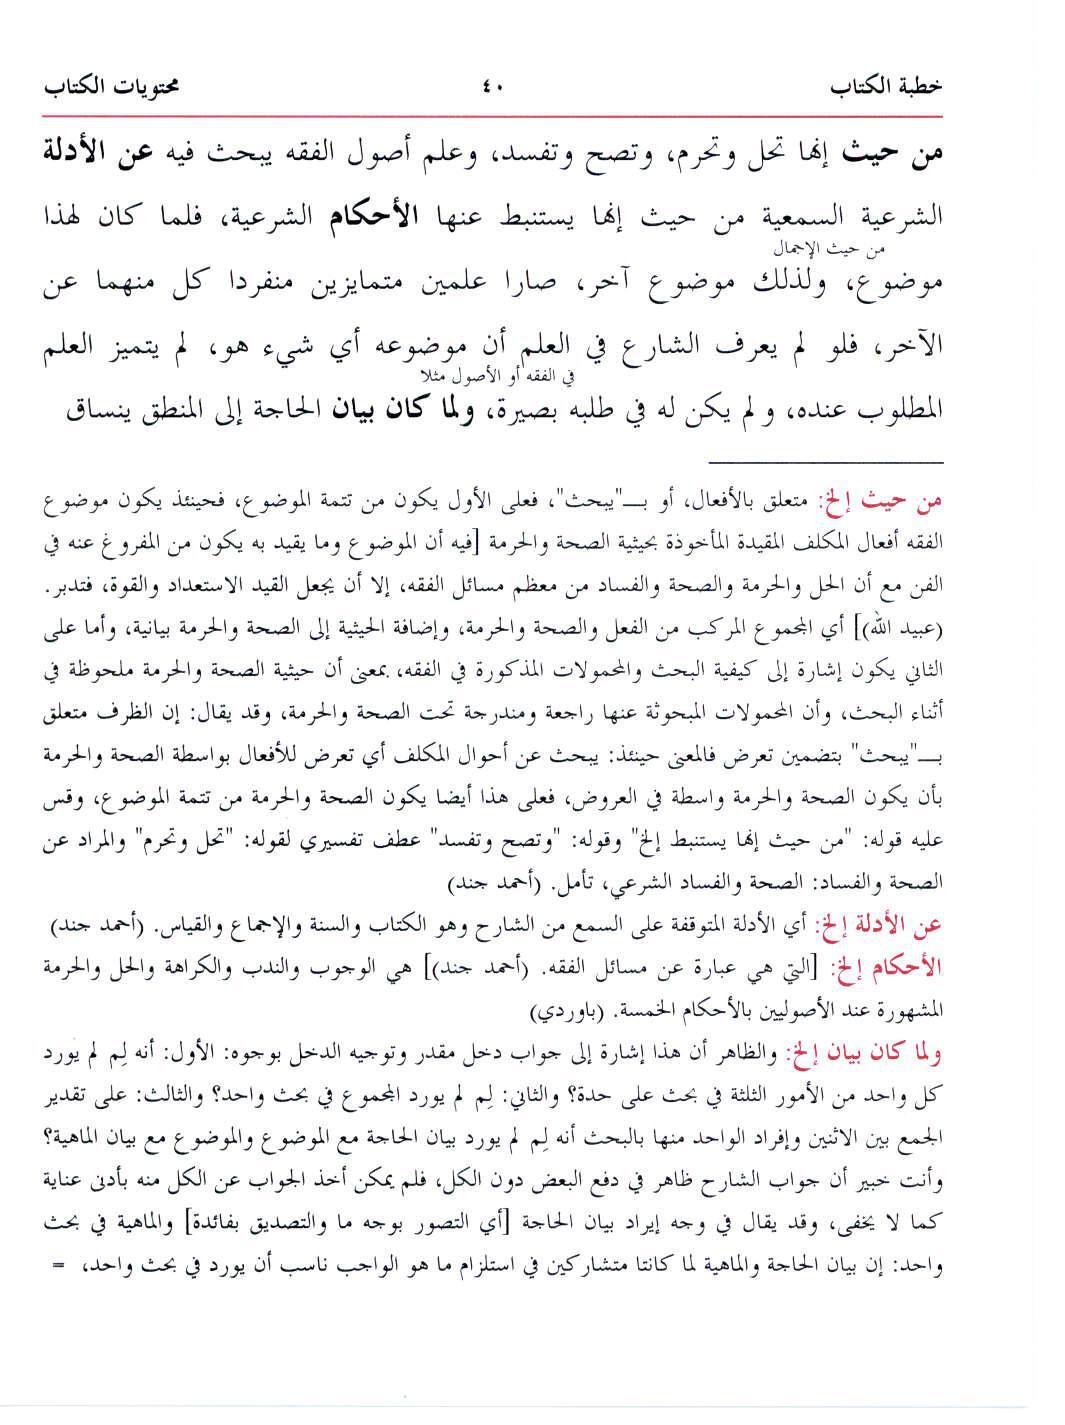 خطبة الكتاب ٤٠ محتويات الكتاب
من حيث إنها تحل وتحرم، وتصح وتفسد، وعلم أصول الفقه يبحث فيه عن الأدلة
الشرعية السمعية من حيث إنها يستنبط عنها الأحكام الشرعية، فلما كان لهذا
من حيث الإجمال
موضوع، ولذلك موضوع آخر، صارا علمين متمايزين منفردا كل منهما عن
الآخر، فلو لم يعرف الشارع في العلم أن موضوعه أي شيء هو، لم يتميز العلم
في الفقه أو الأصول مثلا
المطلوب عنده، ولم يكن له في طلبه بصيرة، ولما كان بيان الحاجة إلى المنطق ينساق
من حيث إلخ: متعلق بالأفعال، أو بـ"يبحث"، فعلى الأول يكون من تتمة الموضوع، فحينئذ يكون موضوع
الفقه أفعال المكلف المقيدة المأخوذة بحيثية الصحة والحرمة [فيه أن الموضوع وما يقيد به يكون من المفروغ عنه في
الفن مع أن الحل والحرمة والصحة والفساد من معظم مسائل الفقه، إلا أن يجعل القيد الاستعداد والقوة، فتدبر.
(عبيد الله)] أي المجموع المركب من الفعل والصحة والحرمة، وإضافة الحيثية إلى الصحة والحرمة بيانية، وأما على
الثاني يكون إشارة إلى كيفية البحث والمحمولات المذكورة في الفقه، بمعنى أن حيثية الصحة والحرمة ملحوظة في
أثناء البحث، وأن المحمولات المبحوثة عنها راجعة ومندرجة تحت الصحة والحرمة، وقد يقال: إن الظرف متعلق
بـ"يبحث" بتضمين تعرض فالمعنى حينئذ: يبحث عن أحوال المكلف أي تعرض للأفعال بواسطة الصحة والحرمة
بأن يكون الصحة والحرمة واسطة في العروض، فعلى هذا أيضا يكون الصحة والحرمة من تتمة الموضوع، وقس
عليه قوله: "من حيث إنها يستنبط إلخ" وقوله: "وتصح وتفسد" عطف تفسيري لقوله: "تحل وتحرم" والمراد عن
الصحة والفساد: الصحة والفساد الشرعي، تأمل. (أحمد جند)
عن الأدلة إلخ: أي الأدلة المتوقفة على السمع من الشارح وهو الكتاب والسنة والإجماع والقياس. (أحمد جند)
الأحكام إلخ: [التي هي عبارة عن مسائل الفقه. (أحمد جند)] هي الوجوب والندب والكراهة والحل والحرمة
المشهورة عند الأصوليين بالأحكام الخمسة. (باوردي)
ولما كان بيان إلخ: والظاهر أن هذا إشارة إلى جواب دخل مقدر وتوجيه الدخل بوجوه: الأول: أنه لِم لم يورد
كل واحد من الأمور الثلثة في بحث على حدة؟ والثاني: لِم لم يورد المجموع في بحث واحد؟ والثالث: على تقدير
الجمع بين الاثنين وإفراد الواحد منها بالبحث أنه لِم لم يورد بيان الحاجة مع الموضوع والموضوع مع بيان الماهية؟
وأنت خبير أن جواب الشارح ظاهر في دفع البعض دون الكل، فلم يمكن أخذ الجواب عن الكل منه بأدنى عناية
كما لا يخفى، وقد يقال في وجه إيراد بيان الحاجة [أي التصور بوجه ما والتصديق بفائدة] والماهية في بحث
واحد: إن بيان الحاجة والماهية لما كانتا متشاركين في استلزام ما هو الواجب ناسب أن يورد في بحث واحد، =